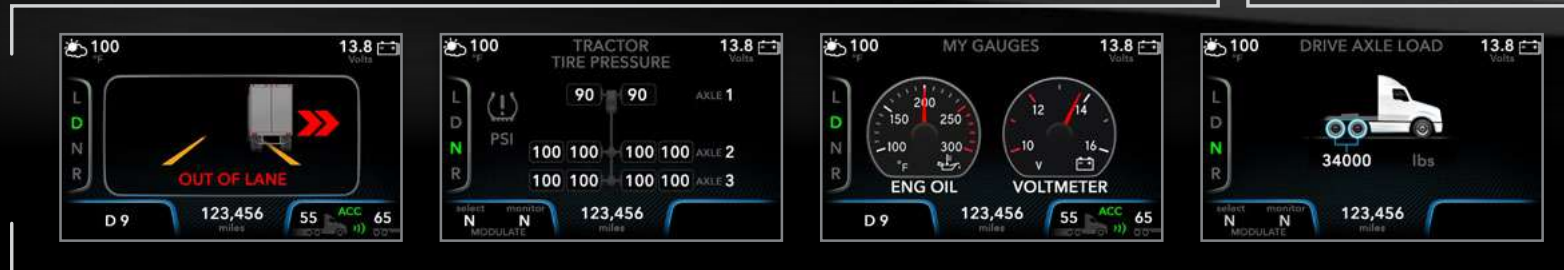 100 13.8
°F Volts
L
D
N
R
OUT OF LANE
D 9 123,456 55 ACC 65
miles
100 TRACTOR 13.8
°F TIRE PRESSURE Volts
L
D
N
R
PSI
90 90 AXLE 1
100 100 100 100 AXLE 2
100 100 100 100 AXLE 3
select monitor
N N 123,456
MODULATE miles
100 MY GAUGES 13.8
°F Volts
L
D
N
R
100 150 200 250 300
°F
ENG OIL
10 12 14 16
V
VOLTMETER
D 9 123,456 55 ACC 65
miles
100 DRIVE AXLE LOAD 13.8
°F Volts
L
D
N
R
34000 lbs
select monitor
N N 123,456
MODULATE miles